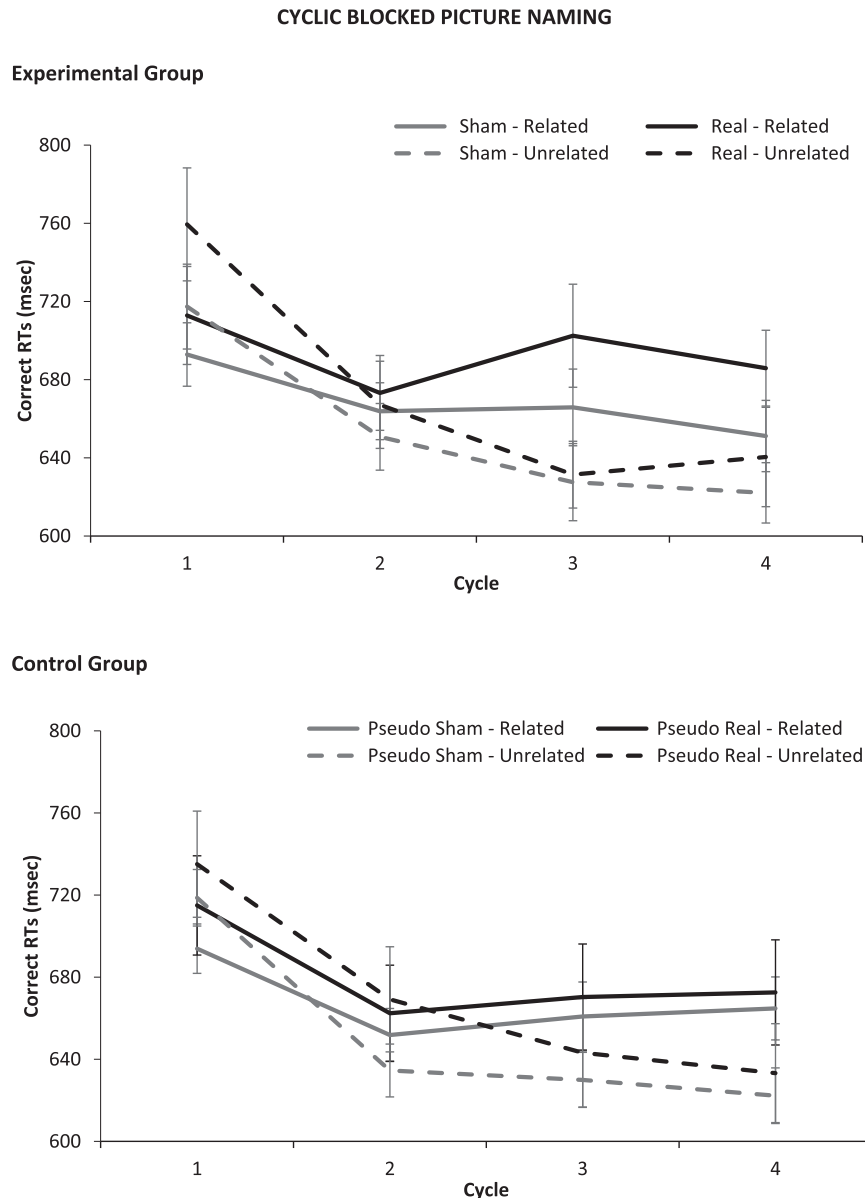 CYCLIC BLOCKED PICTURE NAMING
Experimental Group
Sham - Related
Real - Related
Sham - Unrelated
Real - Unrelated
800
760
720
680
640
600
Correct RTs (msec)
1 2 3 4
Cycle
Control Group
Pseudo Sham - Related
Pseudo Real - Related
Pseudo Sham - Unrelated
Pseudo Real - Unrelated
800
760
720
680
640
600
Correct RTs (msec)
1 2 3 4
Cycle